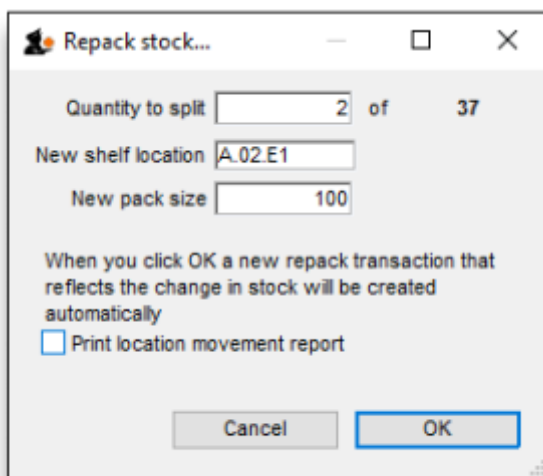 Repack stock...
Quantity to split 2 of 37
New shelf location A.02.E1
New pack size 100
When you click OK a new repack transaction that
reflects the change in stock will be created
automatically
Print location movement report
Cancel OK